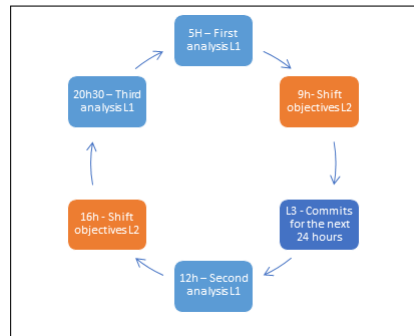 5H – First
analysis L1
9h- Shift
objectives L2
L3 - Commits
for the next
24 hours
12h – Second
analysis L1
16h - Shift
objectives L2
20h30 – Third
analysis L1